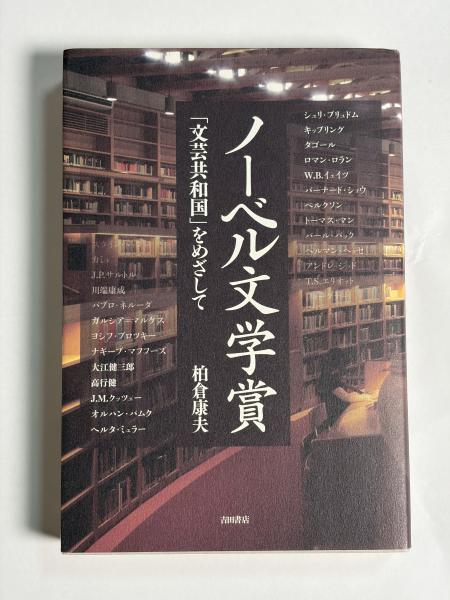 ノーベル文学賞
「文芸共和国」をめざして
柏倉康夫
シュリ・プリュドム
キップリング
タゴール
ロマン・ロラン
W.B.イェイツ
バーナード・ショウ
ベルクソン
トーマス・マン
パール・バック
ヘルマン・ヘッセ
アンドレ・ジッド
T.S.エリオット
カミュ
J.P.サルトル
川端康成
パブロ・ネルーダ
ガルシア＝マルケス
ヨシフ・ブロツキー
ナギーブ・マフフーズ
大江健三郎
高行健
J.M.クッツェー
オルハン・パムク
ヘルタ・ミュラー
吉田書店